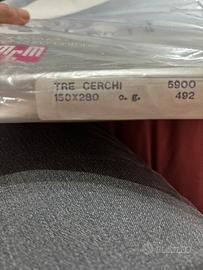 TRE CERCHI 5900
150X280 o. g. 492
subito